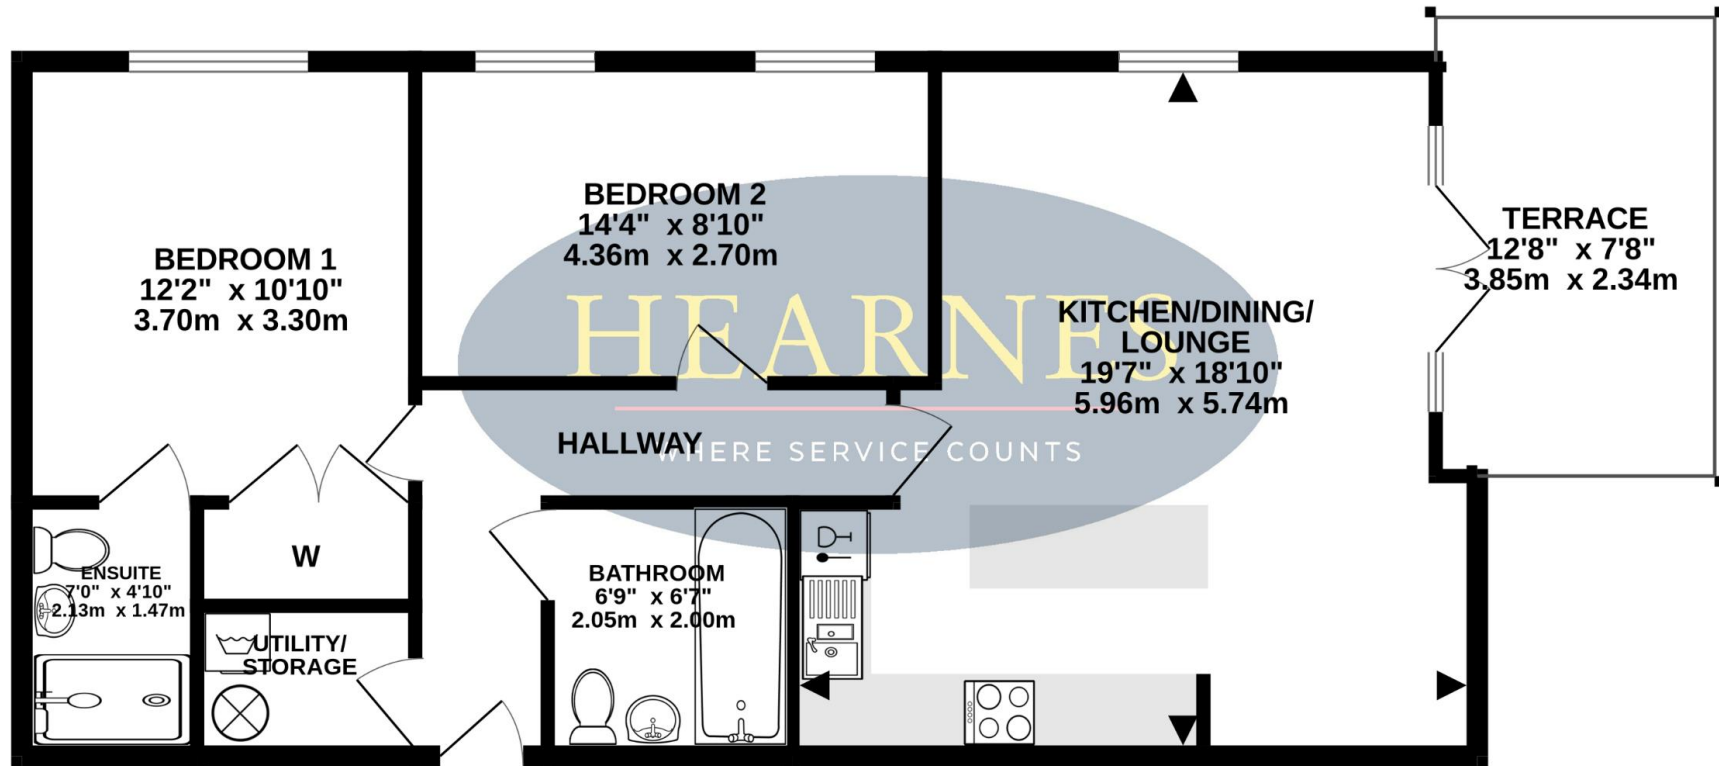 BEDROOM 1
12'2" x 10'10"
3.70m x 3.30m
BEDROOM 2
14'4" x 8'10"
4.36m x 2.70m
KITCHEN/DINING/
LOUNGE
19'7" x 18'10"
5.96m x 5.74m
TERRACE
12'8" x 7'8"
3.85m x 2.34m
HEARNES
HALLWAY
WHERE SERVICE COUNTS
W
ENSUITE
7'0" x 4'10"
2.13m x 1.47m
UTILITY/
STORAGE
BATHROOM
6'9" x 6'7"
2.05m x 2.00m